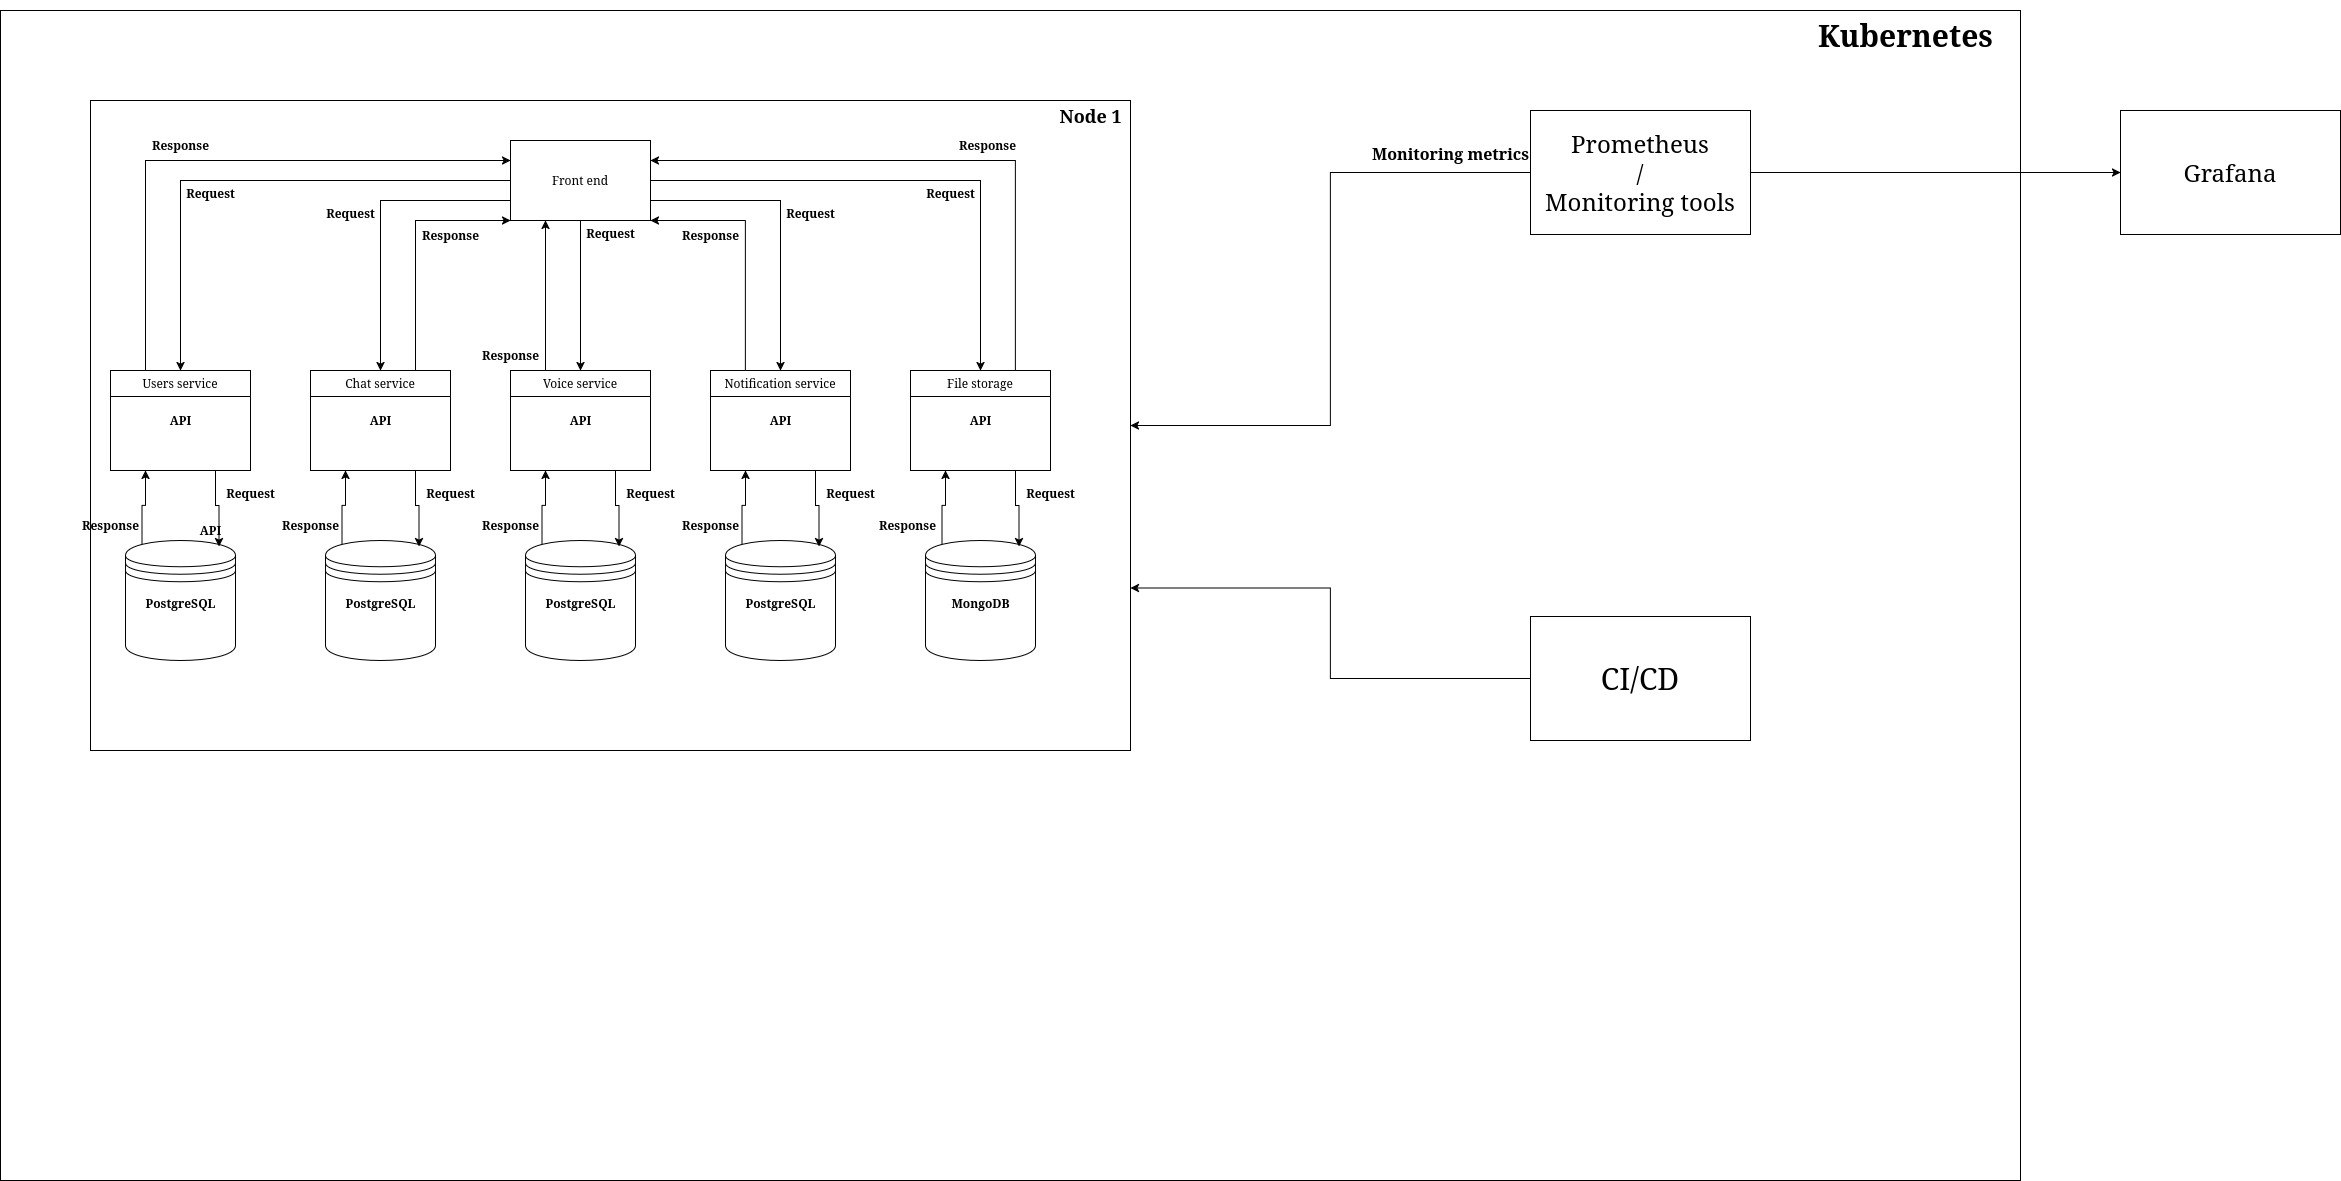 Kubernetes
Node 1
Response
Response
Front end
Prometheus
/
Monitoring tools
Monitoring metrics
Grafana
Request
Request
Request
Request
Response
Request
Response
Response
Users service
Chat service
Voice service
Notification service
File storage
API
API
API
API
API
Request
Request
Request
Request
Request
Response
API
Response
Response
Response
Response
PostgreSQL
PostgreSQL
PostgreSQL
PostgreSQL
MongoDB
CI/CD